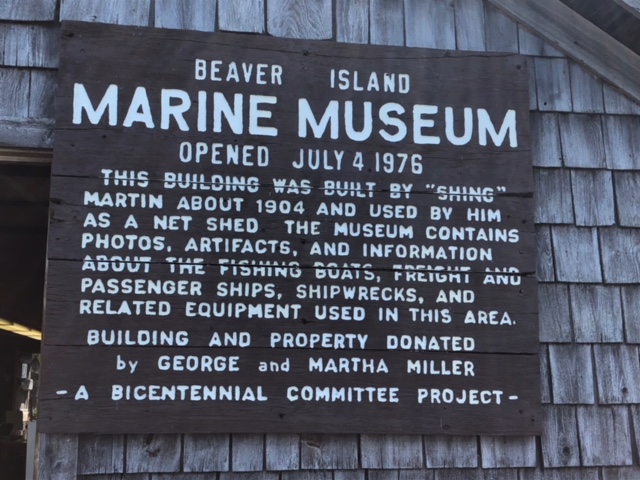 BEAVER ISLAND
MARINE MUSEUM
OPENED JULY 4 1976
THIS BUILDING WAS BUILT BY "SHING"
MARTIN ABOUT 1904 AND USED BY HIM
AS A NET SHED THE MUSEUM CONTAINS
PHOTOS, ARTIFACTS, AND INFORMATION
ABOUT THE FISHING BOATS, FREIGHT AND
PASSENGER SHIPS, SHIPWRECKS, AND
RELATED EQUIPMENT USED IN THIS AREA.
BUILDING AND PROPERTY DONATED
by GEORGE and MARTHA MILLER
- A BICENTENNIAL COMMITTEE PROJECT -